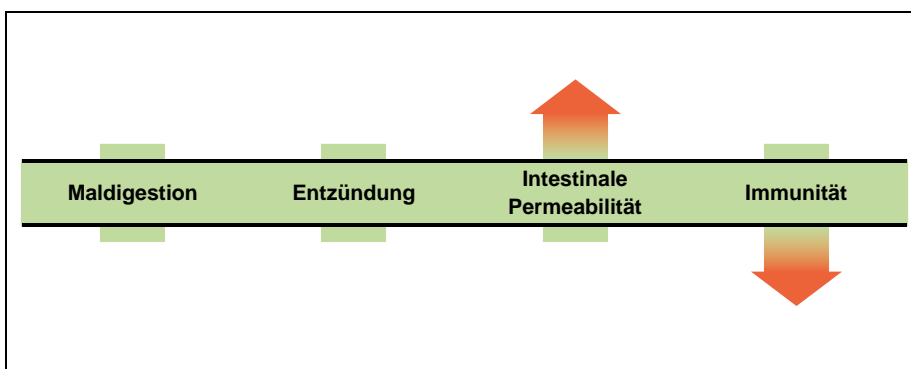 Maldigestion
Entzündung
Intestinale
Permeabilität
Immunität